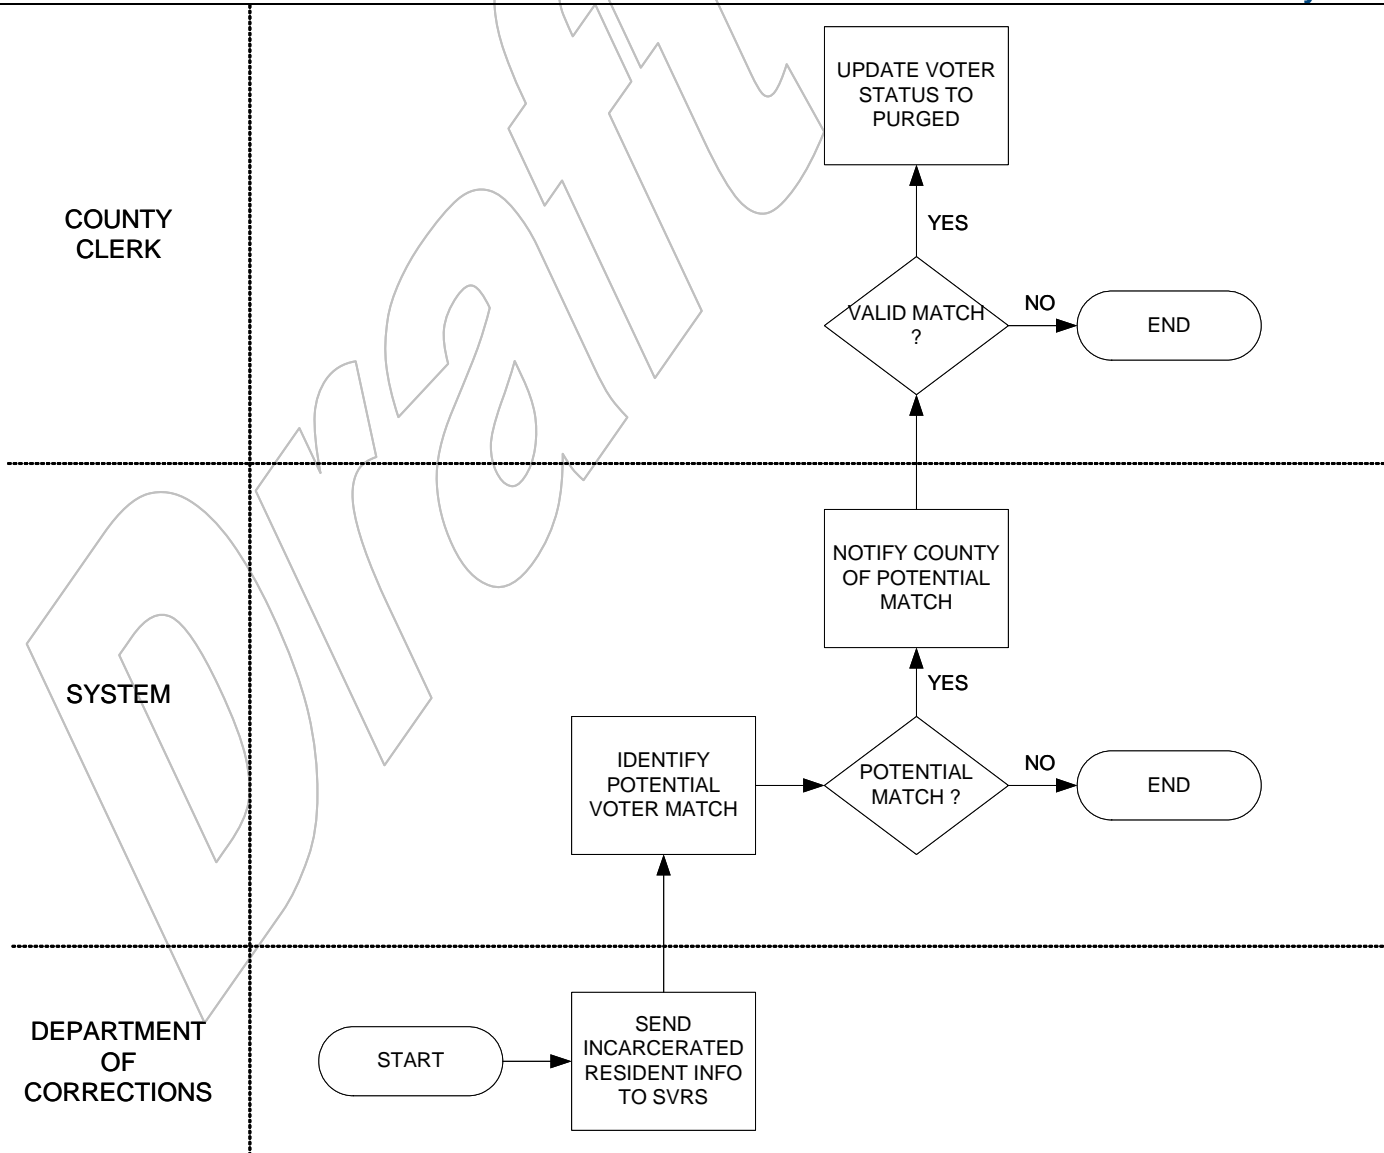 UPDATE VOTER
STATUS TO
PURGED
COUNTY
CLERK
YES
VALID MATCH
?
NO
END
NOTIFY COUNTY
OF POTENTIAL
MATCH
SYSTEM
YES
IDENTIFY
POTENTIAL
VOTER MATCH
POTENTIAL
MATCH ?
NO
END
DEPARTMENT
OF
CORRECTIONS
START
SEND
INCARCERATED
RESIDENT INFO
TO SVRS
Draft